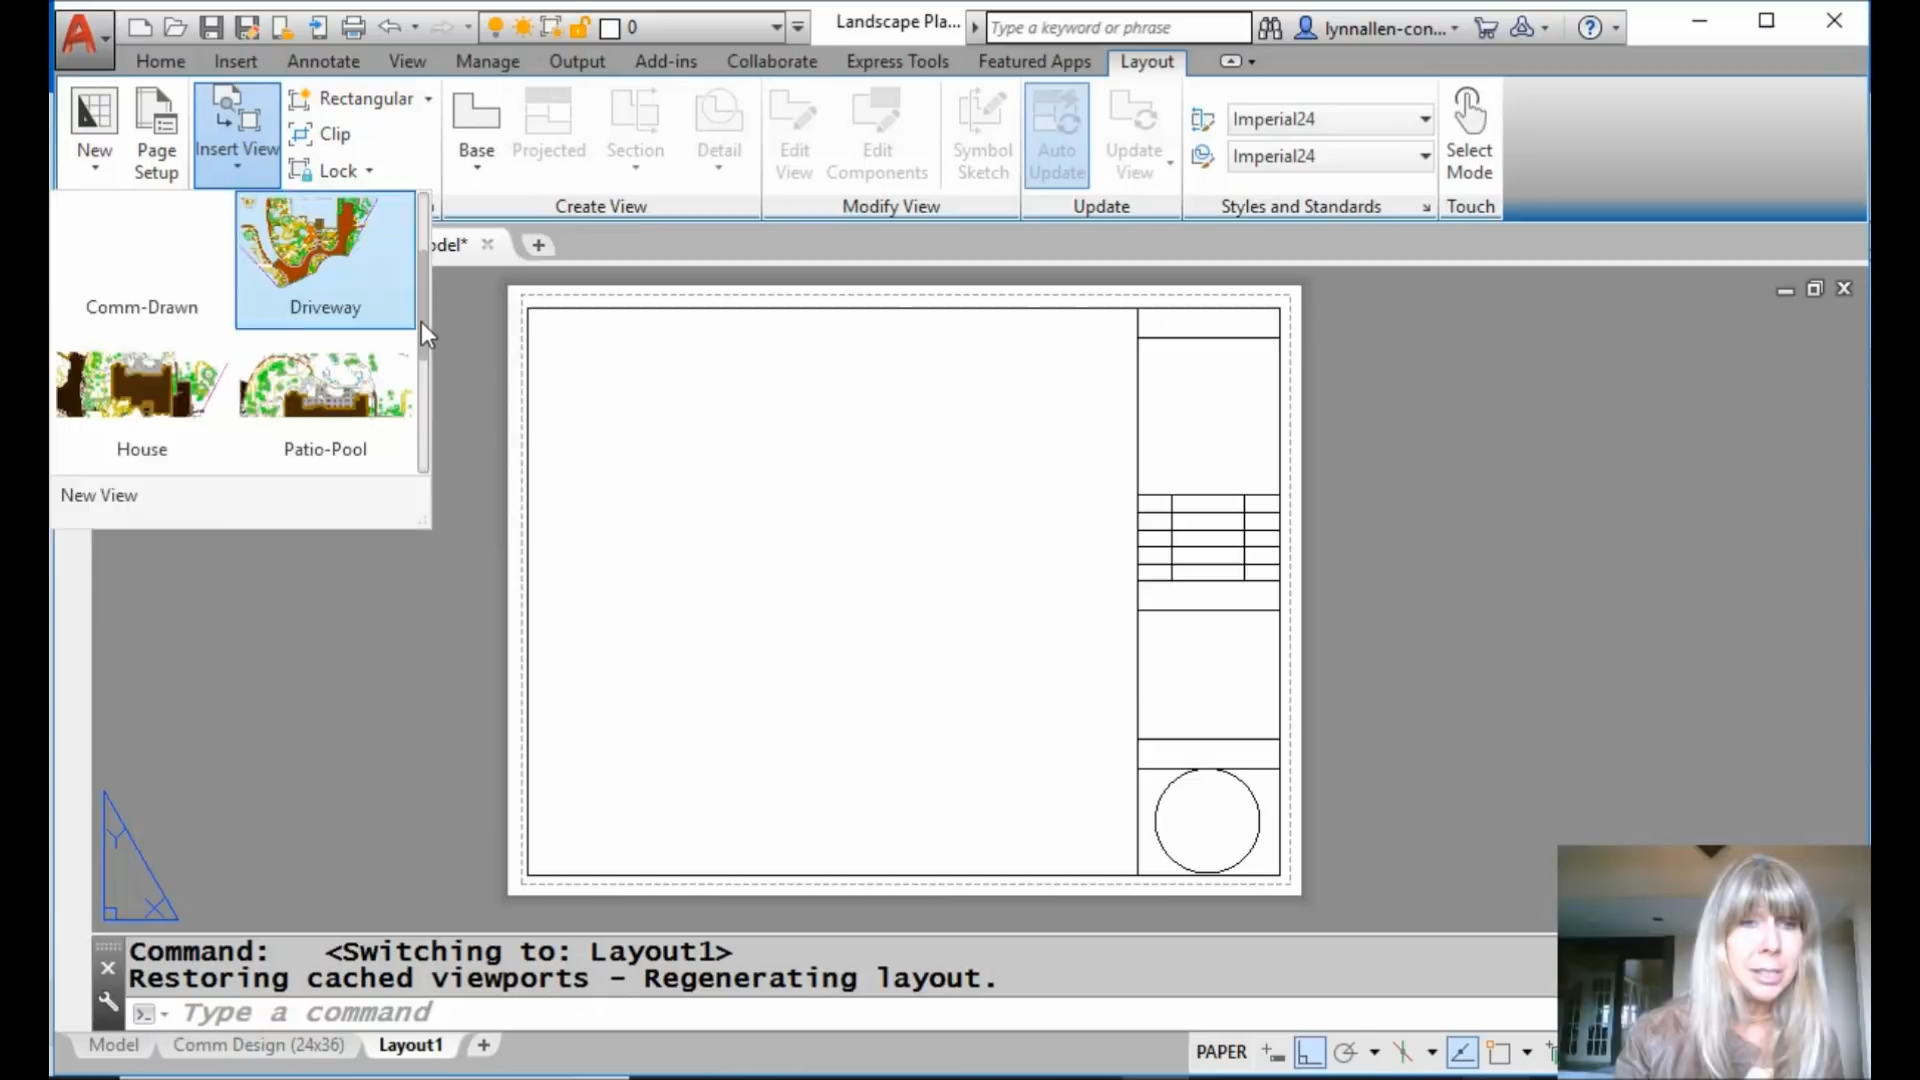 0
Landscape Pla...
Type a keyword or phrase
lynnallen-con...
Home Insert Annotate View Manage Output Add-ins Collaborate Express Tools Featured Apps Layout
New
Page Setup
Insert View
Rectangular
Clip
Lock
Base
Projected
Section
Detail
Edit View
Edit Components
Symbol Sketch
Auto Update
Update View
Imperial24
Imperial24
Select Mode
Create View Modify View Update Styles and Standards Touch
odel*
Comm-Drawn Driveway
House Patio-Pool
New View
Y
X
Command: <Switching to: Layout1>
Restoring cached viewports - Regenerating layout.
Type a command
Model Comm Design (24x36) Layout1
PAPER